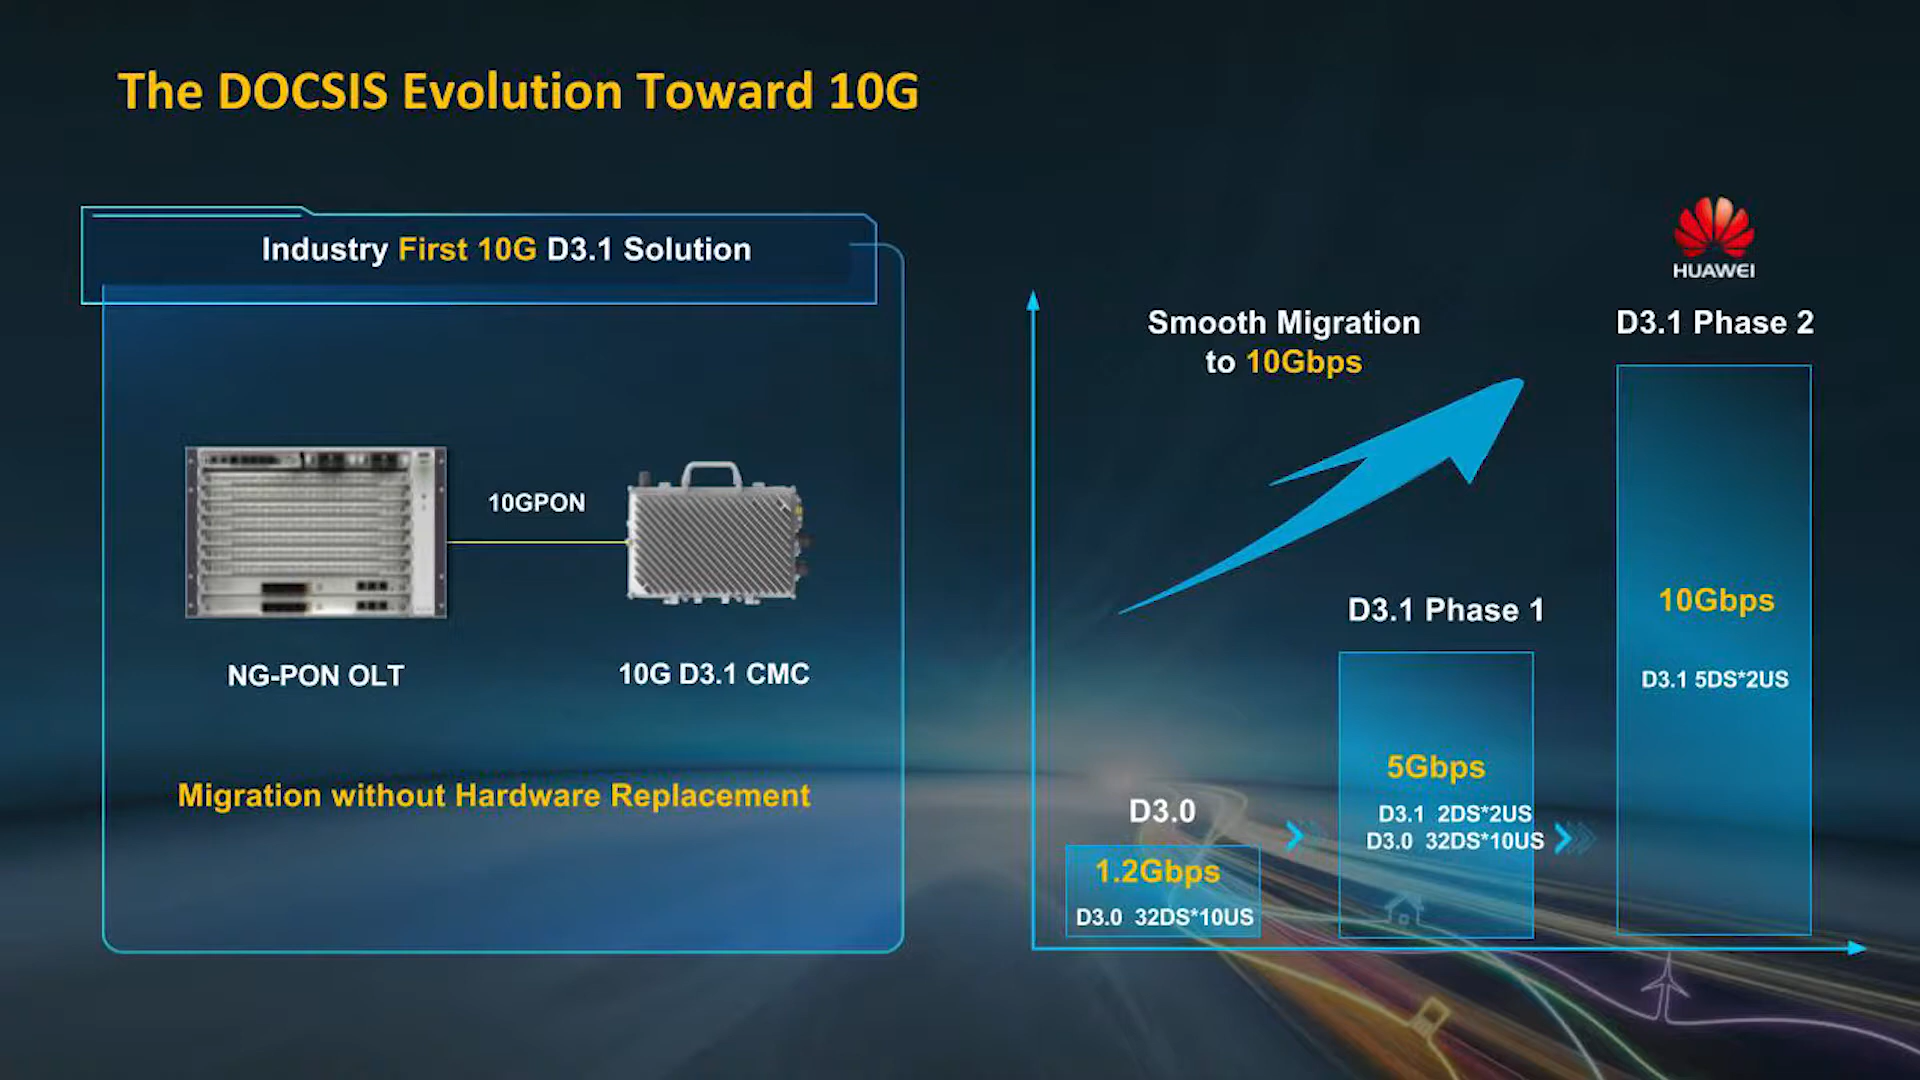 The DOCSIS Evolution Toward 10G
Industry First 10G D3.1 Solution
10GPON
NG-PON OLT
10G D3.1 CMC
Migration without Hardware Replacement
HUAWEI
Smooth Migration
to 10Gbps
D3.1 Phase 2
10Gbps
D3.1 5DS*2US
D3.1 Phase 1
5Gbps
D3.1 2DS*2US
D3.0 32DS*10US
D3.0
1.2Gbps
D3.0 32DS*10US